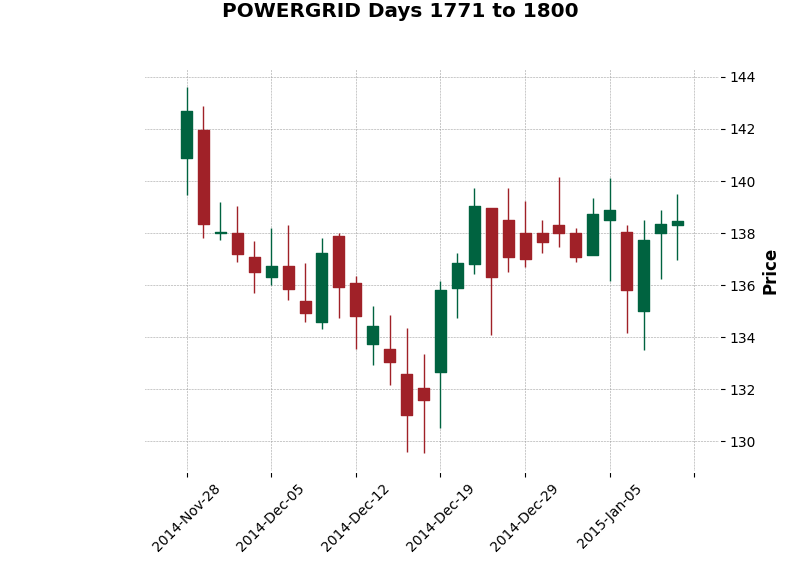 POWERGRID Days 1771 to 1800
144
142
140
138
136
134
132
130
Price
2014-Nov-28
2014-Dec-05
2014-Dec-12
2014-Dec-19
2014-Dec-29
2015-Jan-05